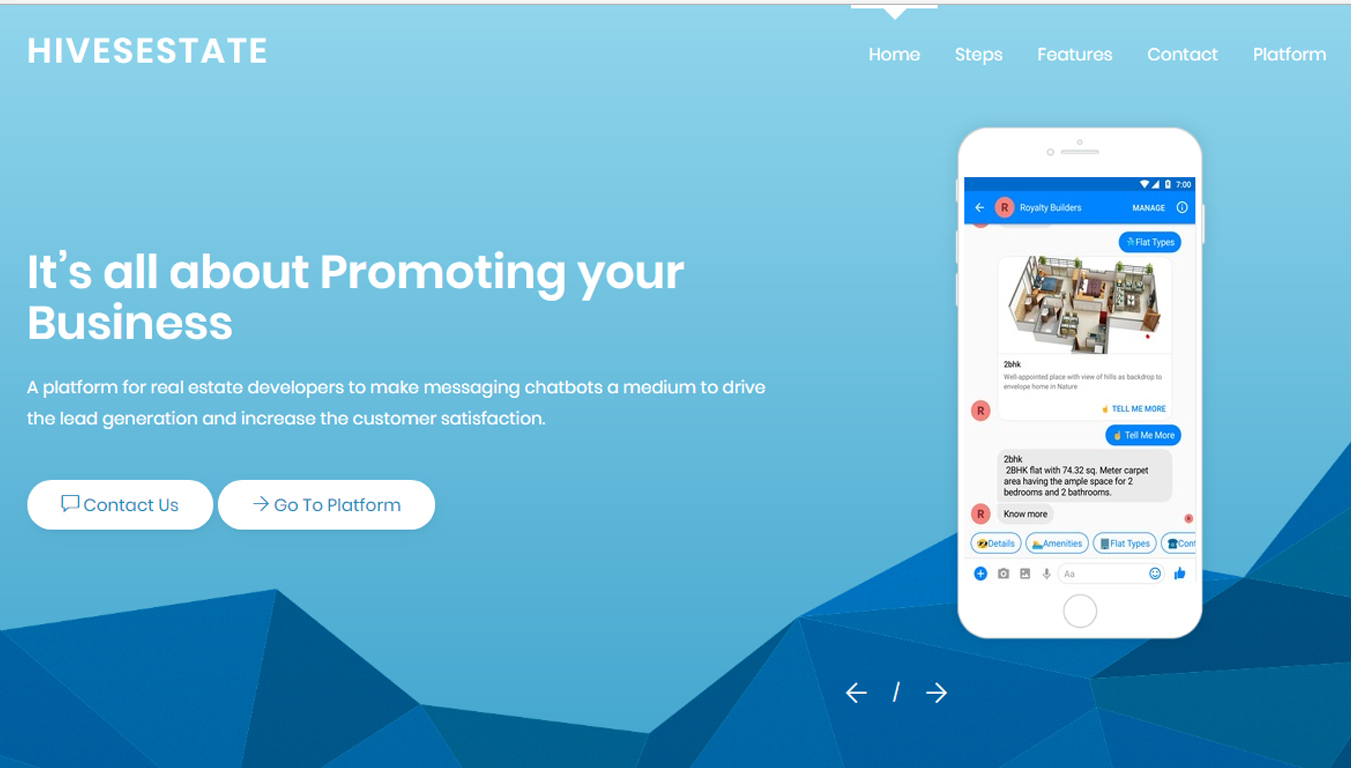 HIVESESTATE
Home Steps Features Contact Platform
It's all about Promoting your
Business
A platform for real estate developers to make messaging chatbots a medium to drive
the lead generation and increase the customer satisfaction.
Contact Us
Go To Platform
7:00
R Royalty Builders MANAGE
Flat Types
2bhk
Well-appointed place with view of hills as backdrop to
envelope home in Nature
TELL ME MORE
R
Tell Me More
2bhk
2BHK flat with 74.32 sq. Meter carpet
area having the ample space for 2
bedrooms and 2 bathrooms.
R Know more
R
Details Amenities Flat Types Cont
Aa
/